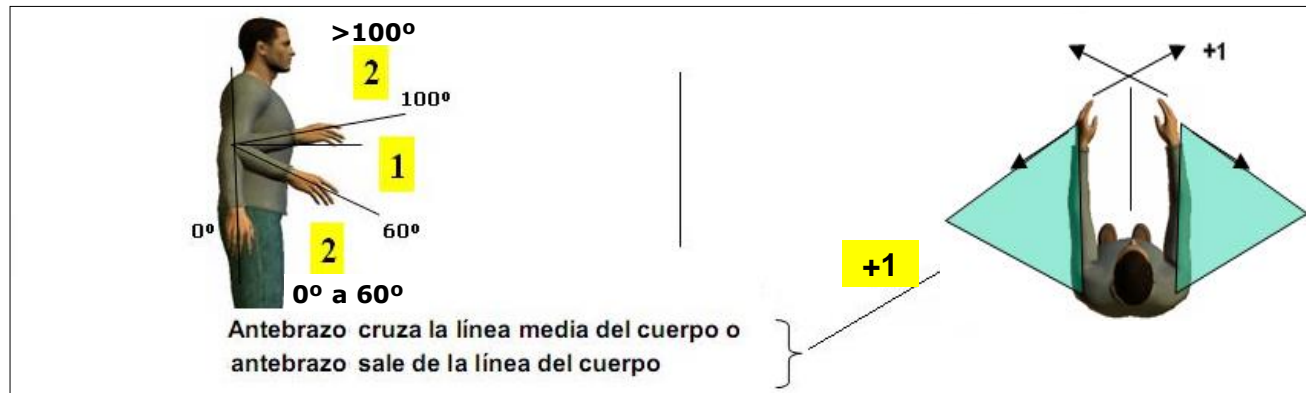 >100º
2
100º
1
0º
60º
2
0º a 60º
+1
+1
Antebrazo cruza la línea media del cuerpo o
antebrazo sale de la línea del cuerpo